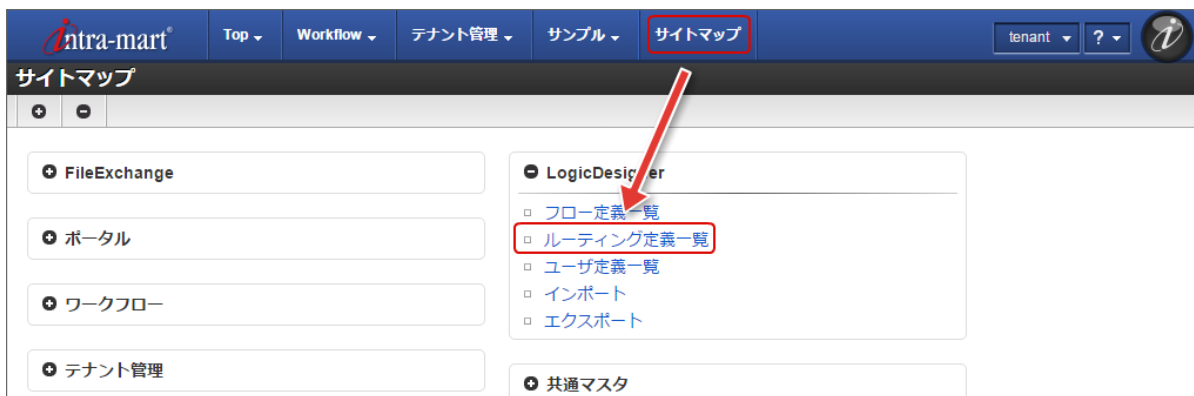 intra-mart Top Workflow テナント管理 サンプル サイトマップ tenant ?
サイトマップ
FileExchange
ポータル
ワークフロー
テナント管理
LogicDesigner
フロー定義一覧
ルーティング定義一覧
ユーザ定義一覧
インポート
エクスポート
共通マスタ